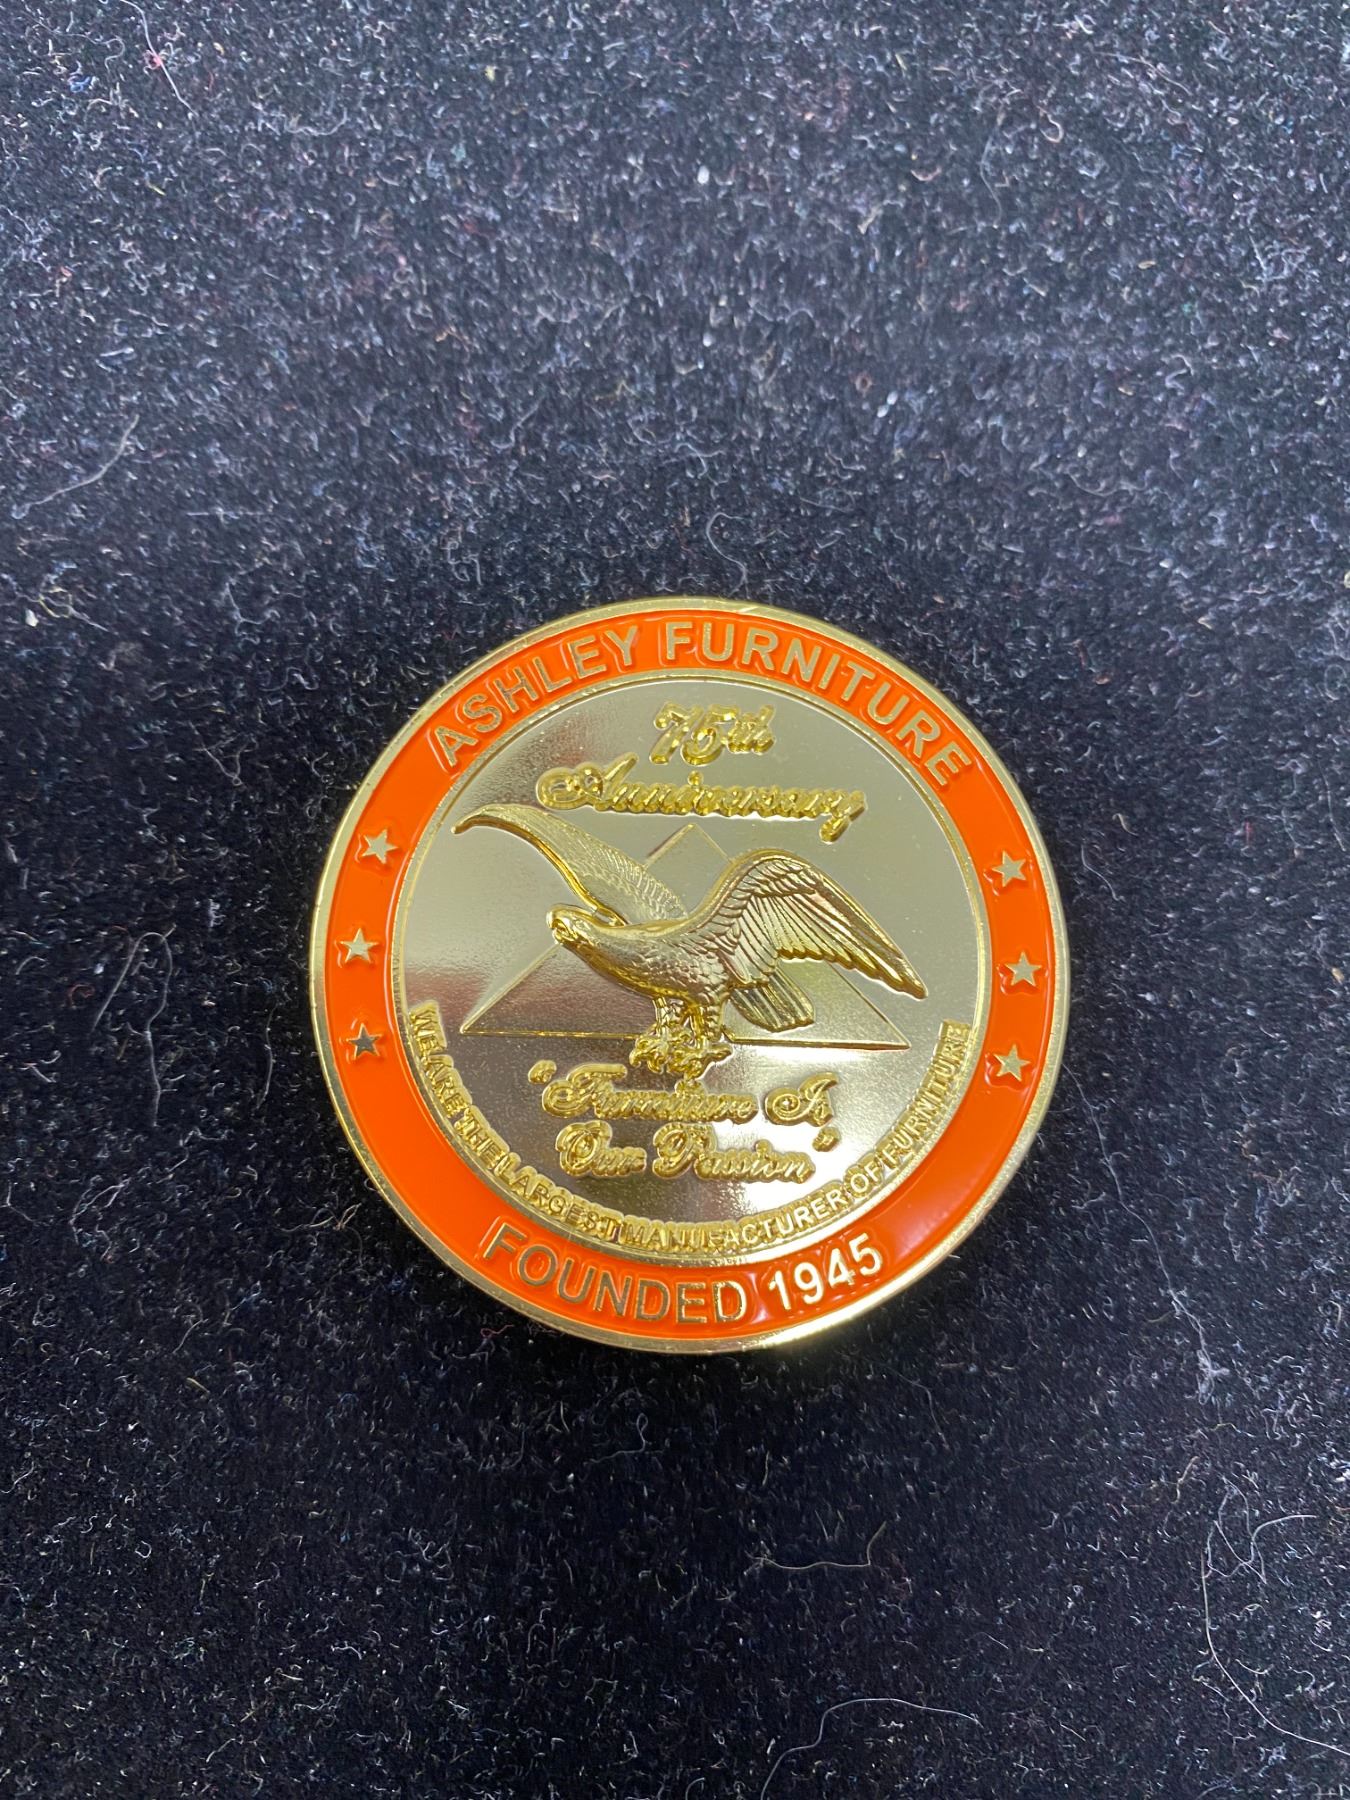 ASHLEY FURNITURE
75th
Anniversary
"Furniture Is
Our Passion"
WE ARE THE LARGEST MANUFACTURER OF FURNITURE
FOUNDED 1945